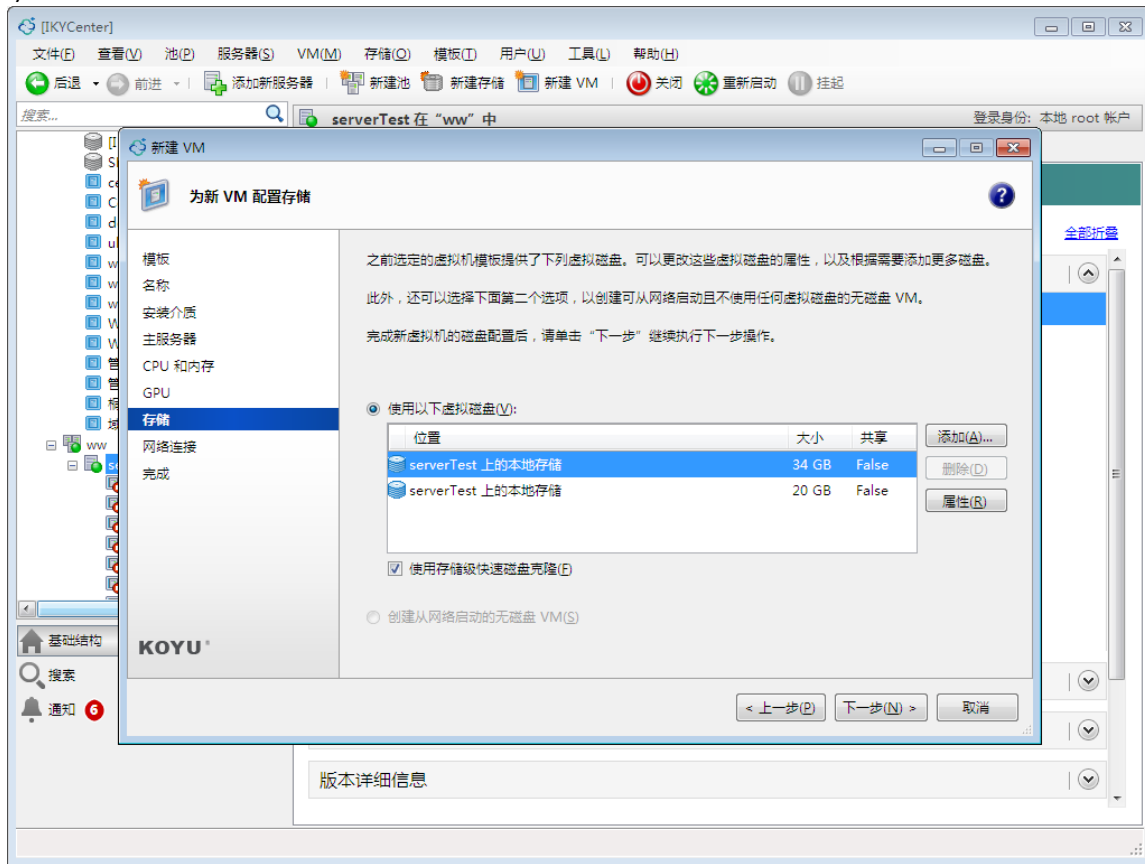 [IKYCenter]
文件(F) 查看(V) 池(P) 服务器(S) VM(M) 存储(O) 模板(T) 用户(U) 工具(L) 帮助(H)
后退 前进 添加新服务器 新建池 新建存储 新建 VM 关闭 重新启动 挂起
搜索... serverTest 在“ww”中 登录身份: 本地 root 帐户
新建 VM
为新 VM 配置存储
全部折叠
模板
名称
安装介质
主服务器
CPU 和内存
GPU
存储
网络连接
完成
之前选定的虚拟机模板提供了下列虚拟磁盘。可以更改这些虚拟磁盘的属性，以及根据需要添加更多磁盘。
此外，还可以选择下面第二个选项，以创建可从网络启动且不使用任何虚拟磁盘的无磁盘 VM。
完成新虚拟机的磁盘配置后，请单击“下一步”继续执行下一步操作。
使用以下虚拟磁盘(V):
位置 大小 共享 添加(A)...
serverTest 上的本地存储 34 GB False 删除(D)
serverTest 上的本地存储 20 GB False 属性(R)
使用存储级快速磁盘克隆(F)
创建从网络启动的无磁盘 VM(S)
KOYU
< 上一步(P) 下一步(N) > 取消
ww
基础结构
搜索
通知 6
版本详细信息